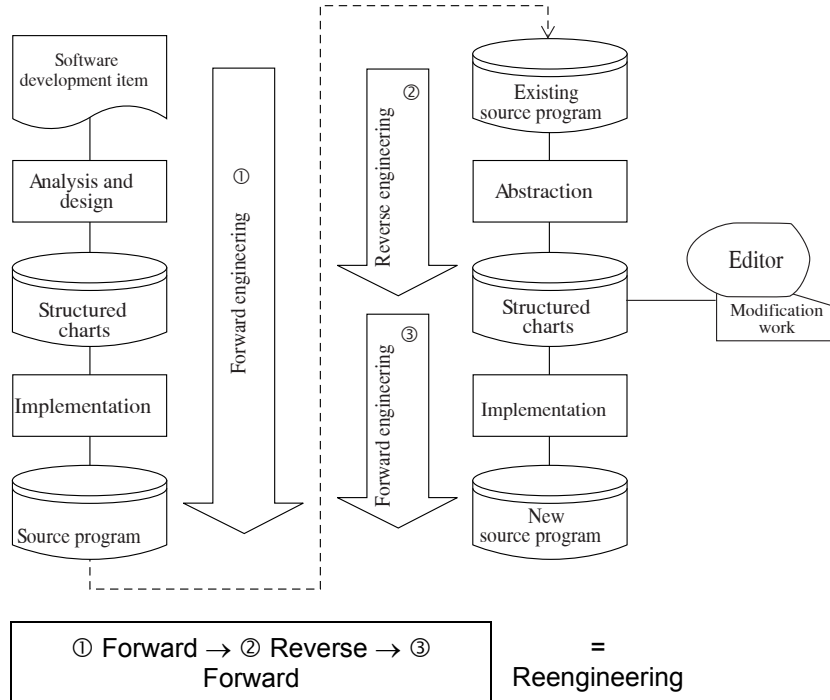 Software
development item
Analysis and
design
Structured
charts
Implementation
Source program
① Forward engineering
② Reverse engineering
③ Forward engineering
Existing
source program
Abstraction
Structured
charts
Implementation
New
source program
Editor
Modification
work
① Forward → ② Reverse → ③
Forward
=
Reengineering